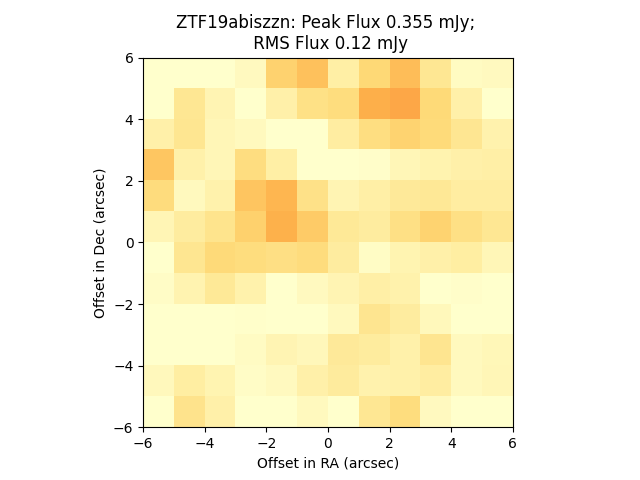 ZTF19abiszzn: Peak Flux 0.355 mJy;
RMS Flux 0.12 mJy
6
4
2
0
−2
−4
−6
Offset in Dec (arcsec)
−6 −4 −2 0 2 4 6
Offset in RA (arcsec)